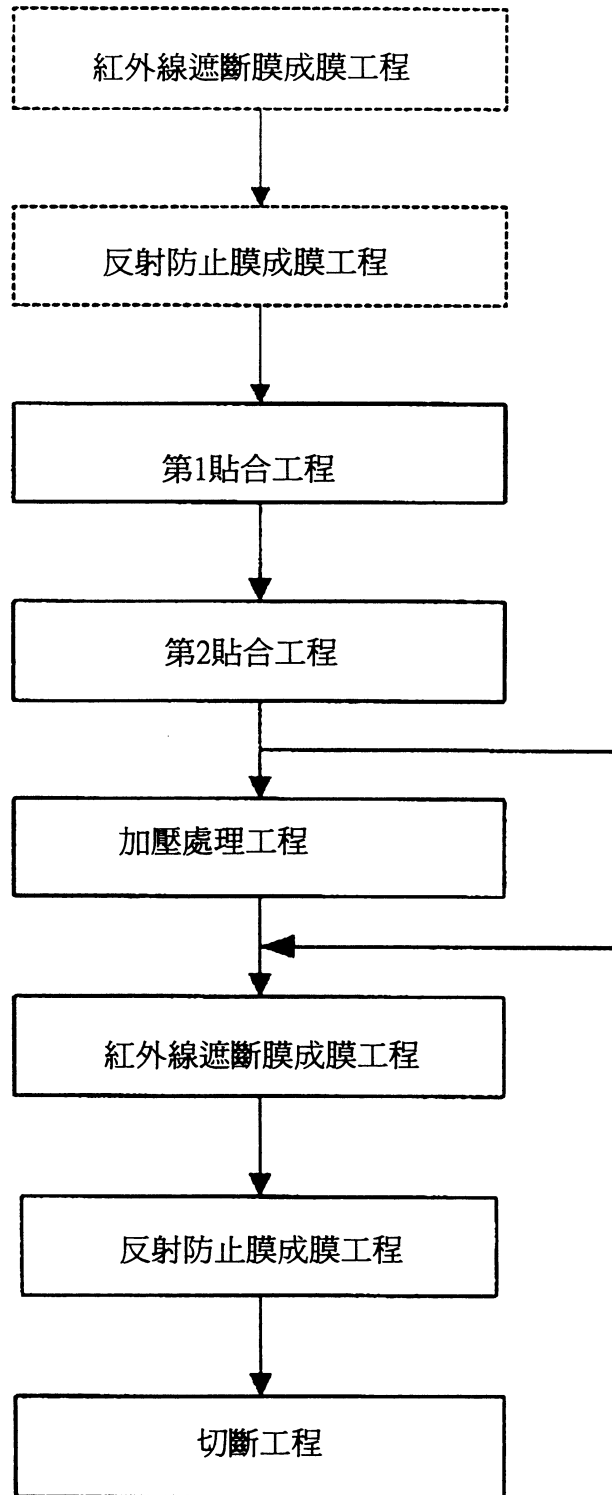 紅外線遮斷膜成膜工程
反射防止膜成膜工程
第1貼合工程
第2貼合工程
加壓處理工程
紅外線遮斷膜成膜工程
反射防止膜成膜工程
切斷工程